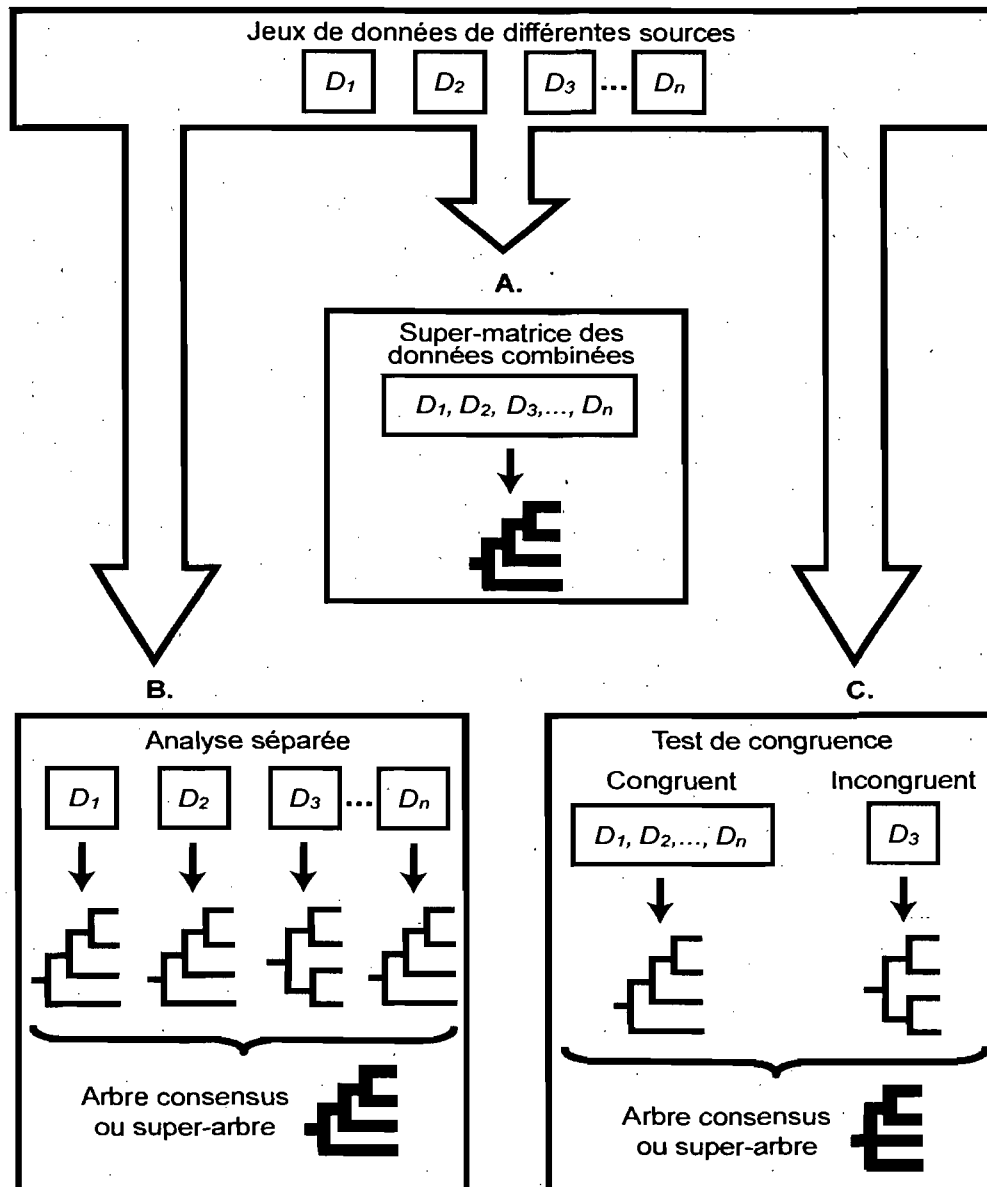 Jeux de données de différentes sources
D1 D2 D3 ... Dn
A.
Super-matrice des
données combinées
D1, D2, D3,..., Dn
B.
Analyse séparée
D1 D2 D3 ... Dn
Arbre consensus
ou super-arbre
C.
Test de congruence
Congruent Incongruent
D1, D2,..., Dn D3
Arbre consensus
ou super-arbre